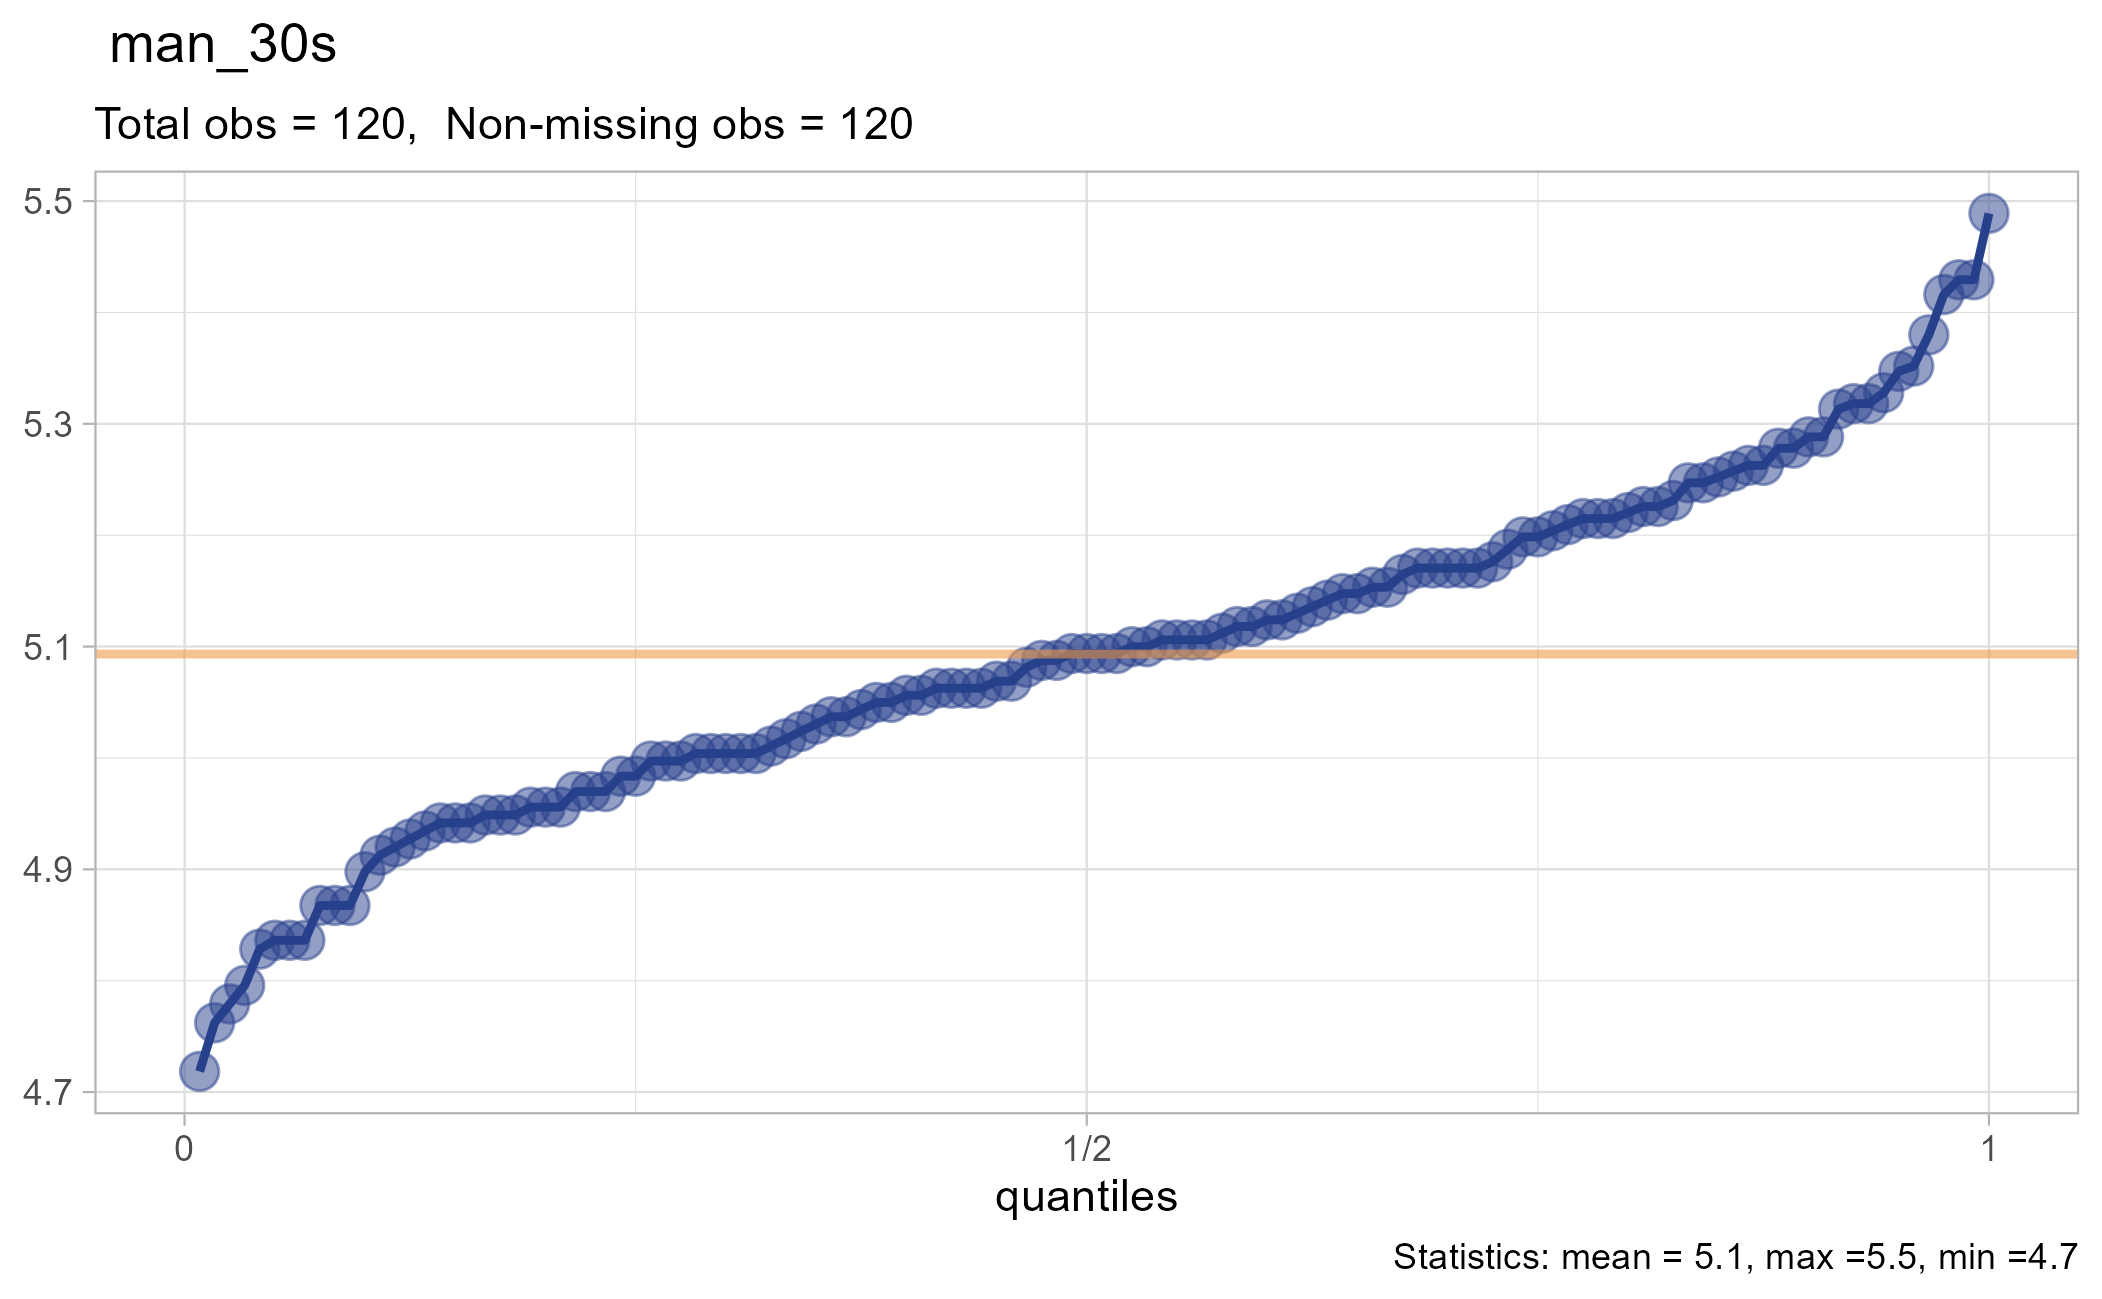 man_30s
Total obs = 120,  Non-missing obs = 120
5.5
5.3
5.1
4.9
4.7
0 1/2 1
quantiles
Statistics: mean = 5.1, max =5.5, min =4.7